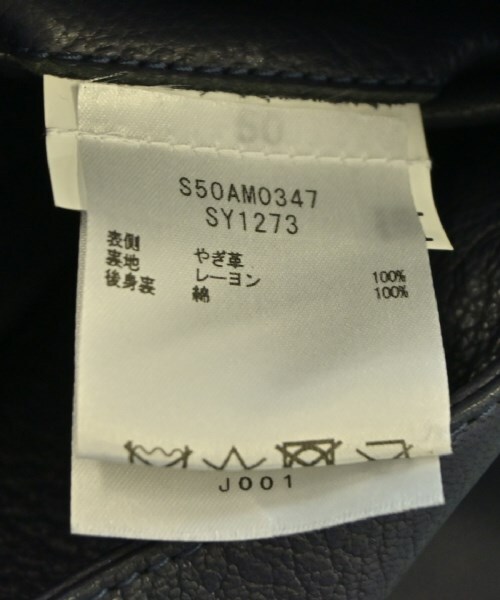 50
S50AM0347
SY1273
表側 やぎ革
裏地 レーヨン 100%
後身裏 綿 100%
J001